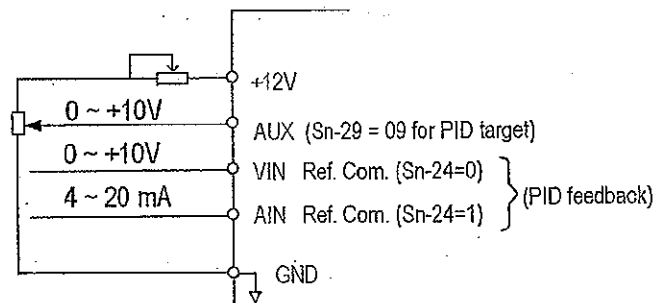 +12V
0 ~ +10V
AUX (Sn-29 = 09 for PID target)
0 ~ +10V
VIN Ref. Com. (Sn-24=0)
(PID feedback)
4 ~ 20 mA
AIN Ref. Com. (Sn-24=1)
GND